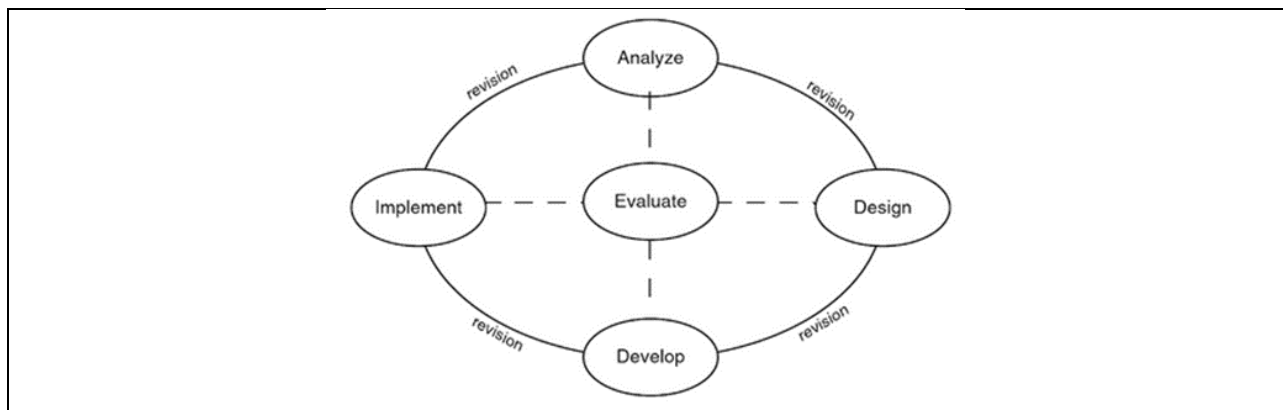 Analyze
revision
revision
Implement
Evaluate
Design
revision
revision
Develop